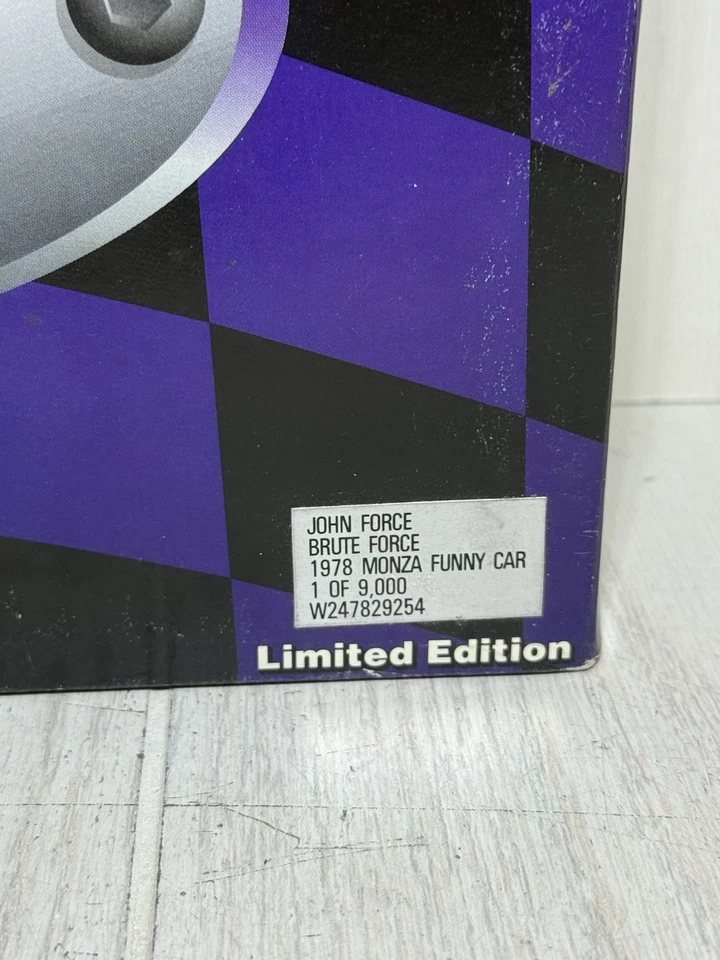 JOHN FORCE
BRUTE FORCE
1978 MONZA FUNNY CAR
1 OF 9,000
W247829254
Limited Edition